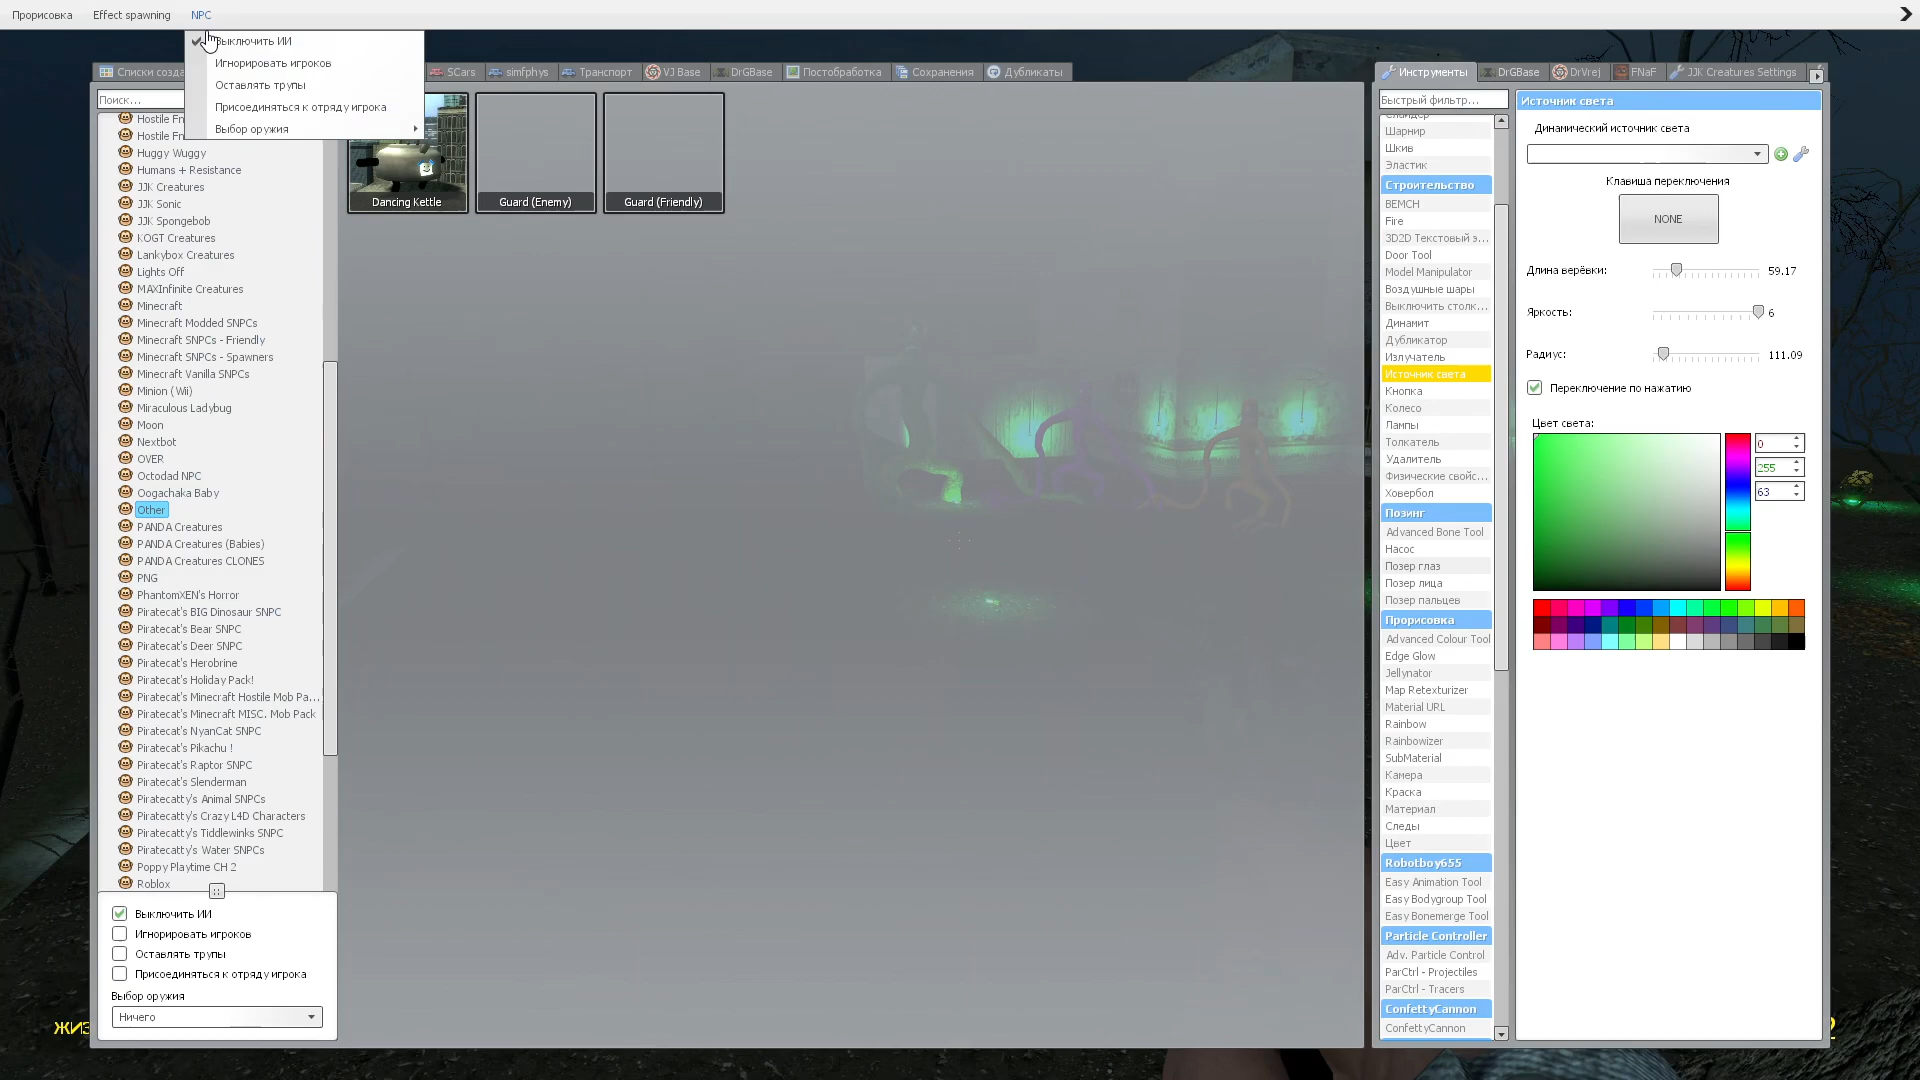 Прорисовка
Effect spawning
NPC
Выключить ИИ
Игнорировать игроков
Оставлять трупы
Присоединяться к отряду игрока
Выбор оружия
Списки созда
SCars
simfphys
Транспорт
VJ Base
DrGBase
Постобработка
Сохранения
Дубликаты
Поиск...
Hostile Fn
Hostile Fn
Huggy Wuggy
Humans + Resistance
JJK Creatures
JJK Sonic
JJK Spongebob
KOGT Creatures
Lankybox Creatures
Lights Off
MAXInfinite Creatures
Minecraft
Minecraft Modded SNPCs
Minecraft SNPCs - Friendly
Minecraft SNPCs - Spawners
Minecraft Vanilla SNPCs
Minion (Wii)
Miraculous Ladybug
Moon
Nextbot
OVER
Octodad NPC
Oogachaka Baby
Other
PANDA Creatures
PANDA Creatures (Babies)
PANDA Creatures CLONES
PNG
PhantomXEN's Horror
Piratecat's BIG Dinosaur SNPC
Piratecat's Bear SNPC
Piratecat's Deer SNPC
Piratecat's Herobrine
Piratecat's Holiday Pack!
Piratecat's Minecraft Hostile Mob Pa...
Piratecat's Minecraft MISC. Mob Pack
Piratecat's NyanCat SNPC
Piratecat's Pikachu !
Piratecat's Raptor SNPC
Piratecat's Slenderman
Piratecatty's Animal SNPCs
Piratecatty's Crazy L4D Characters
Piratecatty's Tiddlewinks SNPC
Piratecatty's Water SNPCs
Poppy Playtime CH 2
Roblox
Выключить ИИ
Игнорировать игроков
Оставлять трупы
Присоединяться к отряду игрока
Выбор оружия
Ничего
Dancing Kettle
Guard (Enemy)
Guard (Friendly)
Инструменты
DrGBase
DrVrej
FNaF
JJK Creatures Settings
Быстрый фильтр...
Слайдер
Шарнир
Шкив
Эластик
Строительство
BEMCH
Fire
3D2D Текстовый э...
Door Tool
Model Manipulator
Воздушные шары
Выключить столк...
Динамит
Дубликатор
Излучатель
Источник света
Кнопка
Колесо
Лампы
Толкатель
Удалитель
Физические свойс...
Ховербол
Позинг
Advanced Bone Tool
Насос
Позер глаз
Позер лица
Позер пальцев
Прорисовка
Advanced Colour Tool
Edge Glow
Jellynator
Map Retexturizer
Material URL
Rainbow
Rainbowizer
SubMaterial
Камера
Краска
Материал
Следы
Цвет
Robotboy655
Easy Animation Tool
Easy Bodygroup Tool
Easy Bonemerge Tool
Particle Controller
Adv. Particle Control
ParCtrl - Projectiles
ParCtrl - Tracers
ConfettyCannon
ConfettyCannon
Источник света
Динамический источник света
Клавиша переключения
NONE
Длина верёвки: 59.17
Яркость: 6
Радиус: 111.09
Переключение по нажатию
Цвет света:
0
255
63
ЖИЗ